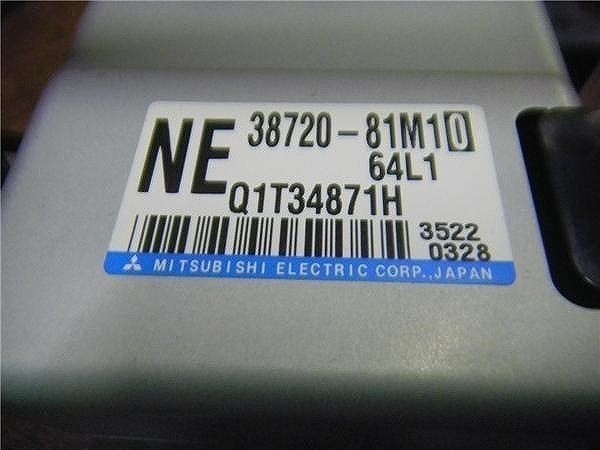 NE 38720-81M10
64L1
Q1T34871H
3522
0328
MITSUBISHI ELECTRIC CORP.,JAPAN